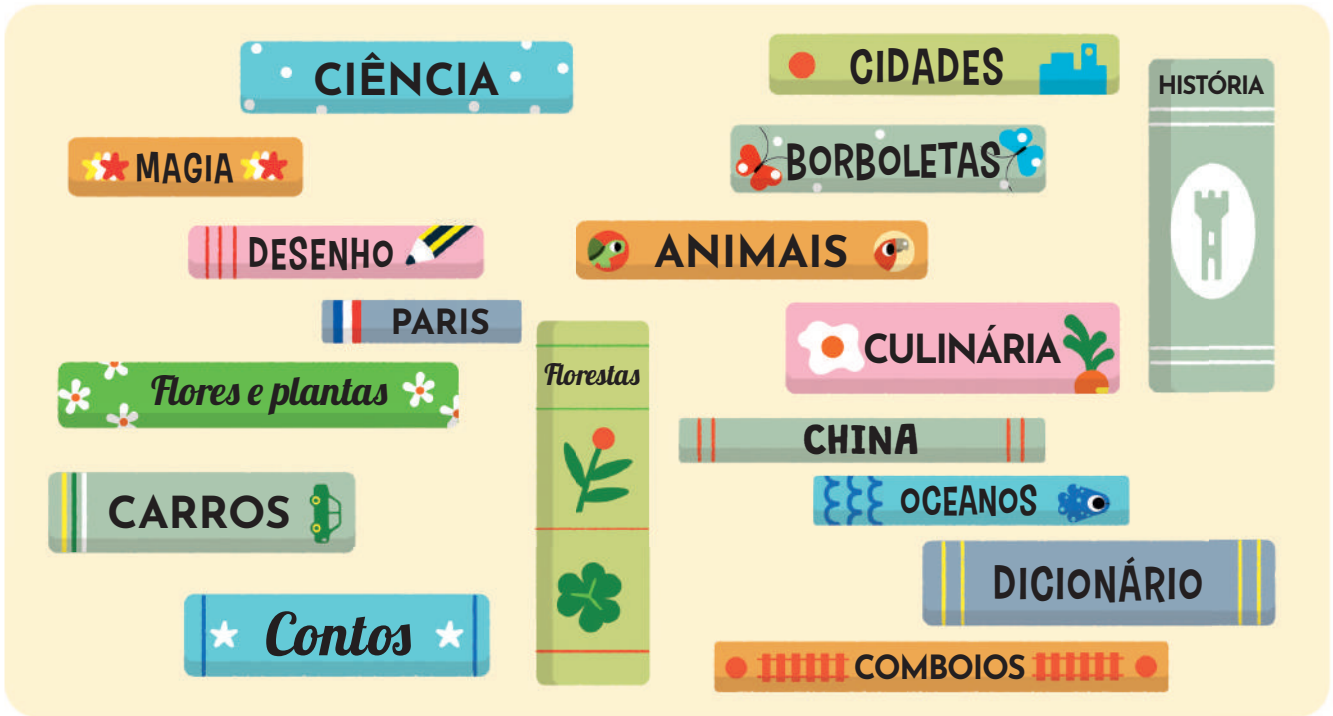 CIÊNCIA
CIDADES
HISTÓRIA
MAGIA
BORBOLETAS
DESENHO
ANIMAIS
PARIS
CULINÁRIA
Flores e plantas
Florestas
CHINA
CARROS
OCEANOS
DICIONÁRIO
Contos
COMBOIOS